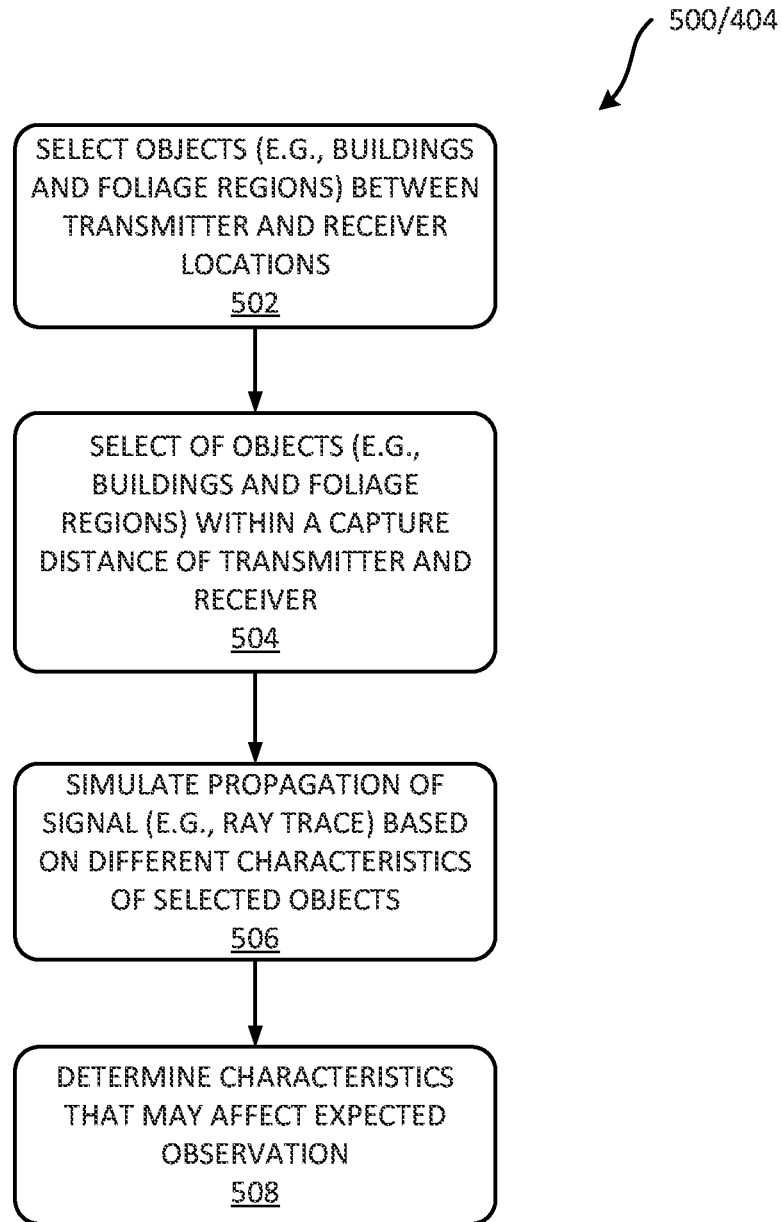 500/404
SELECT OBJECTS (E.G., BUILDINGS
AND FOLIAGE REGIONS) BETWEEN
TRANSMITTER AND RECEIVER
LOCATIONS
502
SELECT OF OBJECTS (E.G.,
BUILDINGS AND FOLIAGE
REGIONS) WITHIN A CAPTURE
DISTANCE OF TRANSMITTER AND
RECEIVER
504
SIMULATE PROPAGATION OF
SIGNAL (E.G., RAY TRACE) BASED
ON DIFFERENT CHARACTERISTICS
OF SELECTED OBJECTS
506
DETERMINE CHARACTERISTICS
THAT MAY AFFECT EXPECTED
OBSERVATION
508